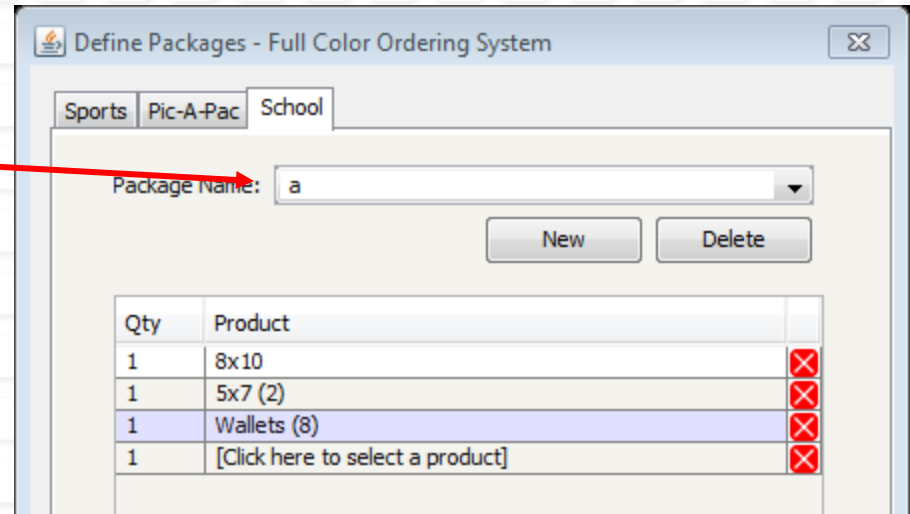 Define Packages - Full Color Ordering System
Sports Pic-A-Pac School
Package Name: a
New Delete
Qty Product
1 8x10
1 5x7 (2)
1 Wallets (8)
1 [Click here to select a product]